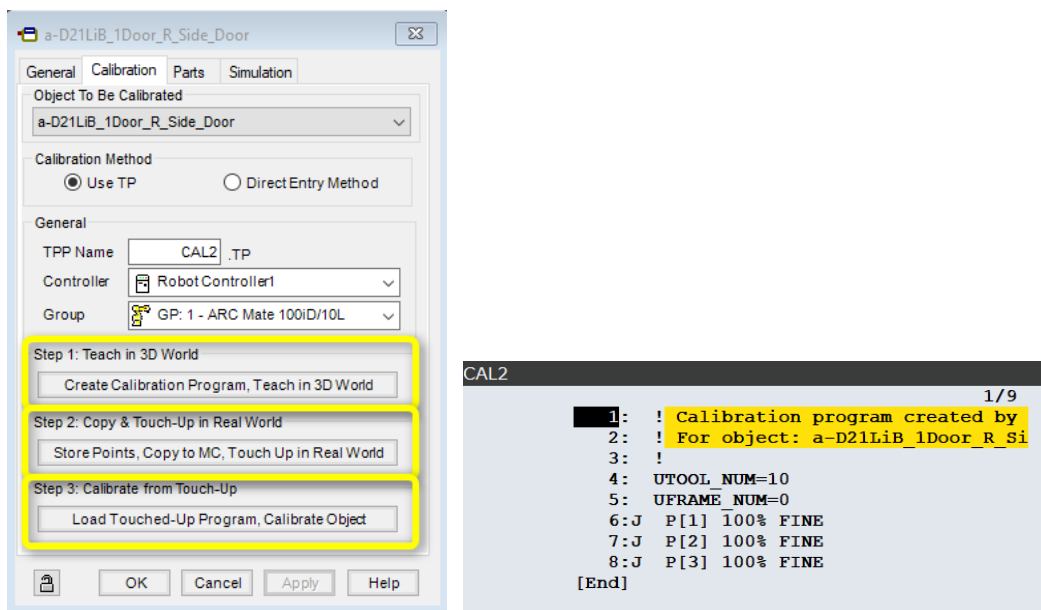 a-D21LiB_1Door_R_Side_Door
General Calibration Parts Simulation
Object To Be Calibrated
a-D21LiB_1Door_R_Side_Door
Calibration Method
Use TP Direct Entry Method
General
TPP Name CAL2 .TP
Controller Robot Controller1
Group GP: 1 - ARC Mate 100iD/10L
Step 1: Teach in 3D World
Create Calibration Program, Teach in 3D World
Step 2: Copy & Touch-Up in Real World
Store Points, Copy to MC, Touch Up in Real World
Step 3: Calibrate from Touch-Up
Load Touched-Up Program, Calibrate Object
OK Cancel Apply Help
CAL2
1/9
1: ! Calibration program created by
2: ! For object: a-D21LiB_1Door_R_Si
3: !
4: UTOOL_NUM=10
5: UFRAME_NUM=0
6:J P[1] 100% FINE
7:J P[2] 100% FINE
8:J P[3] 100% FINE
[End]